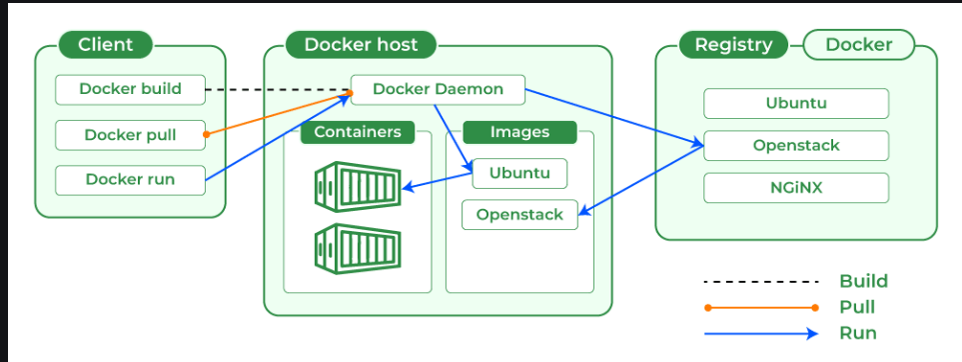 Client
Docker build
Docker pull
Docker run
Docker host
Docker Daemon
Containers
Images
Ubuntu
Openstack
Registry
Docker
Ubuntu
Openstack
NGiNX
Build
Pull
Run